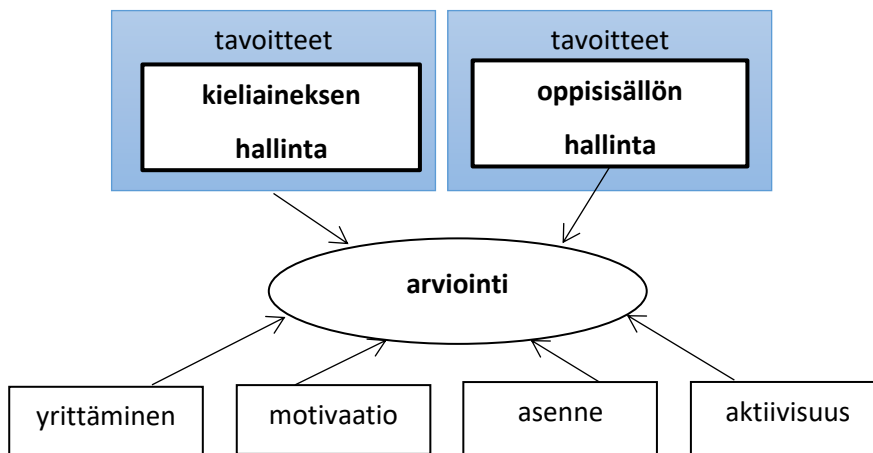 tavoitteet
kieliaineksen
hallinta
tavoitteet
oppisisällön
hallinta
arviointi
yrittäminen
motivaatio
asenne
aktiivisuus